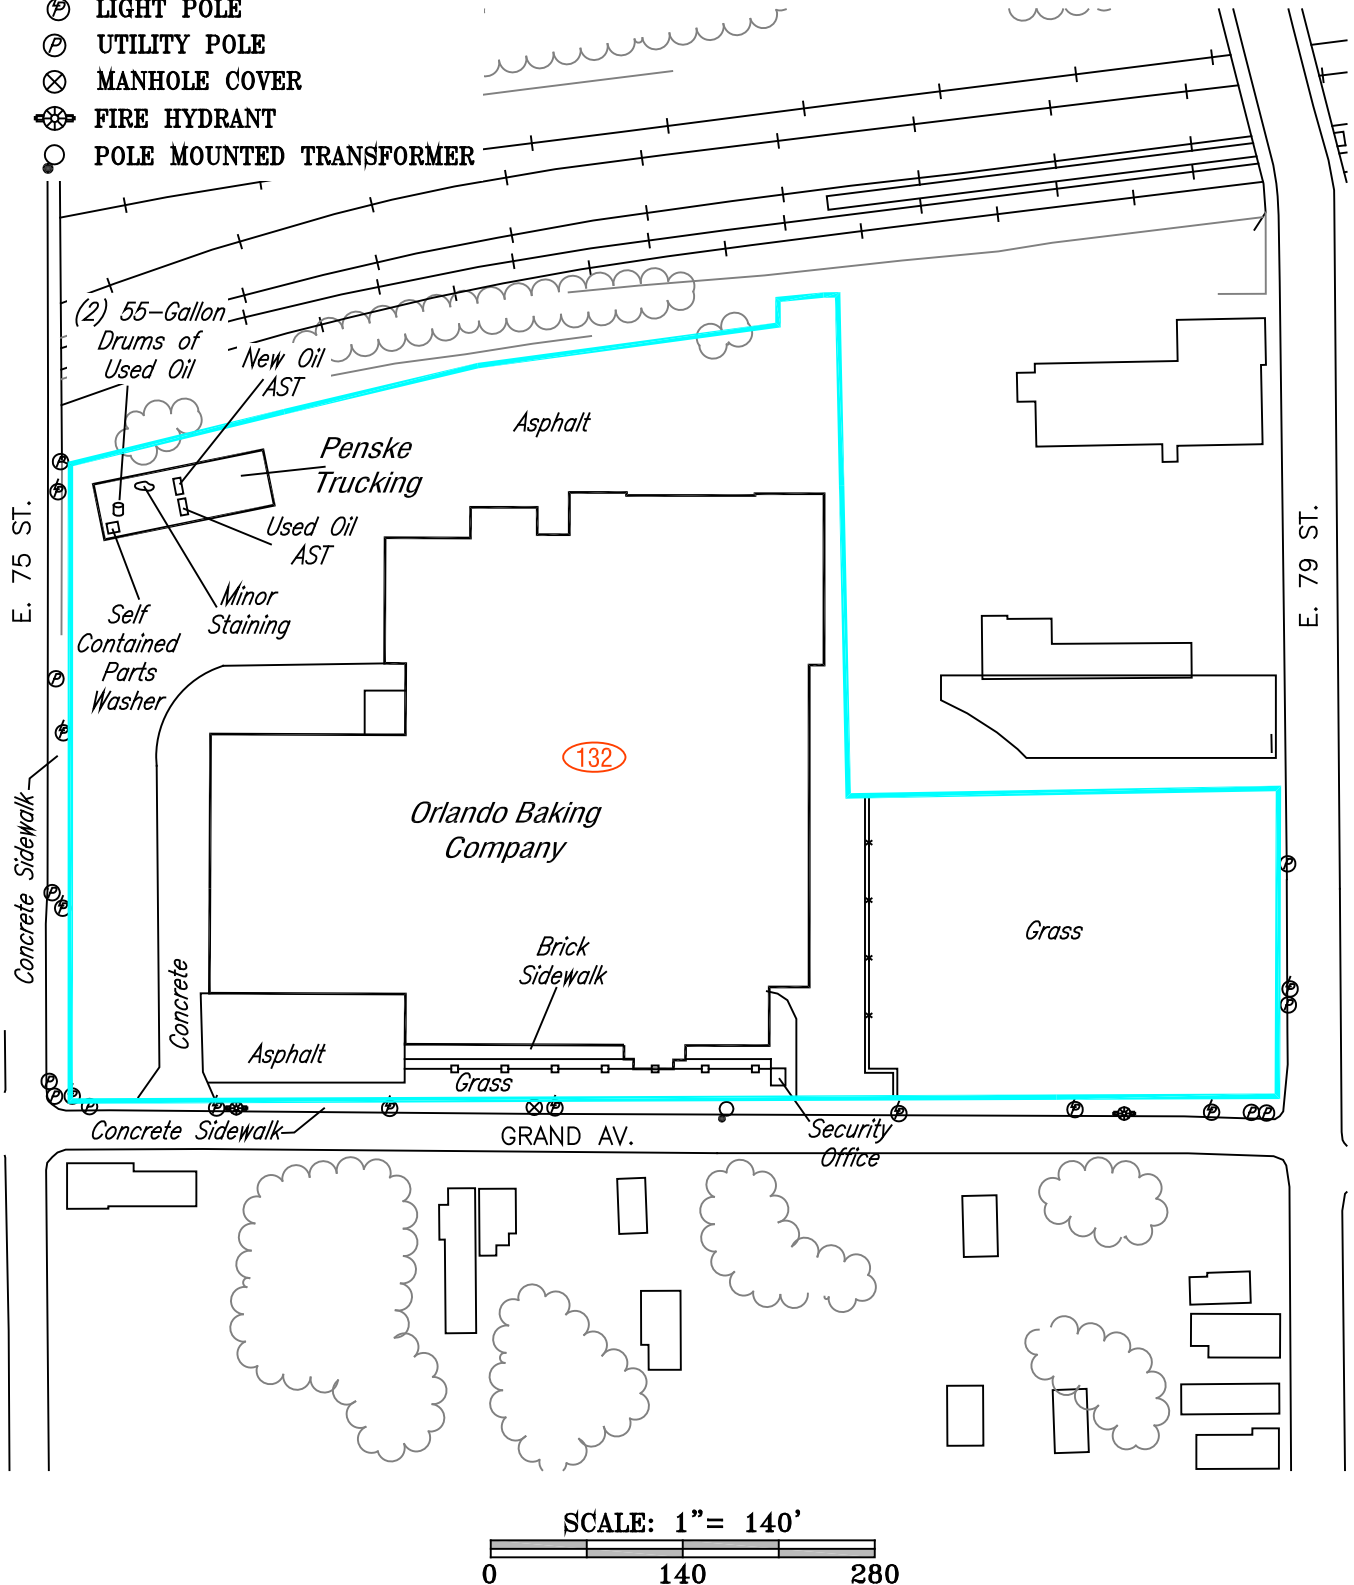 LIGHT POLE
UTILITY POLE
MANHOLE COVER
FIRE HYDRANT
POLE MOUNTED TRANSFORMER
(2) 55-Gallon
Drums of
Used Oil
New Oil
AST
Asphalt
Penske
Trucking
Used Oil
AST
E. 75 ST.
E. 79 ST.
Self
Contained
Parts
Washer
Minor
Staining
132
Orlando Baking
Company
Concrete Sidewalk
Concrete
Brick
Sidewalk
Grass
Asphalt
Grass
Concrete Sidewalk
GRAND AV.
Security
Office
SCALE: 1"= 140'
0 140 280